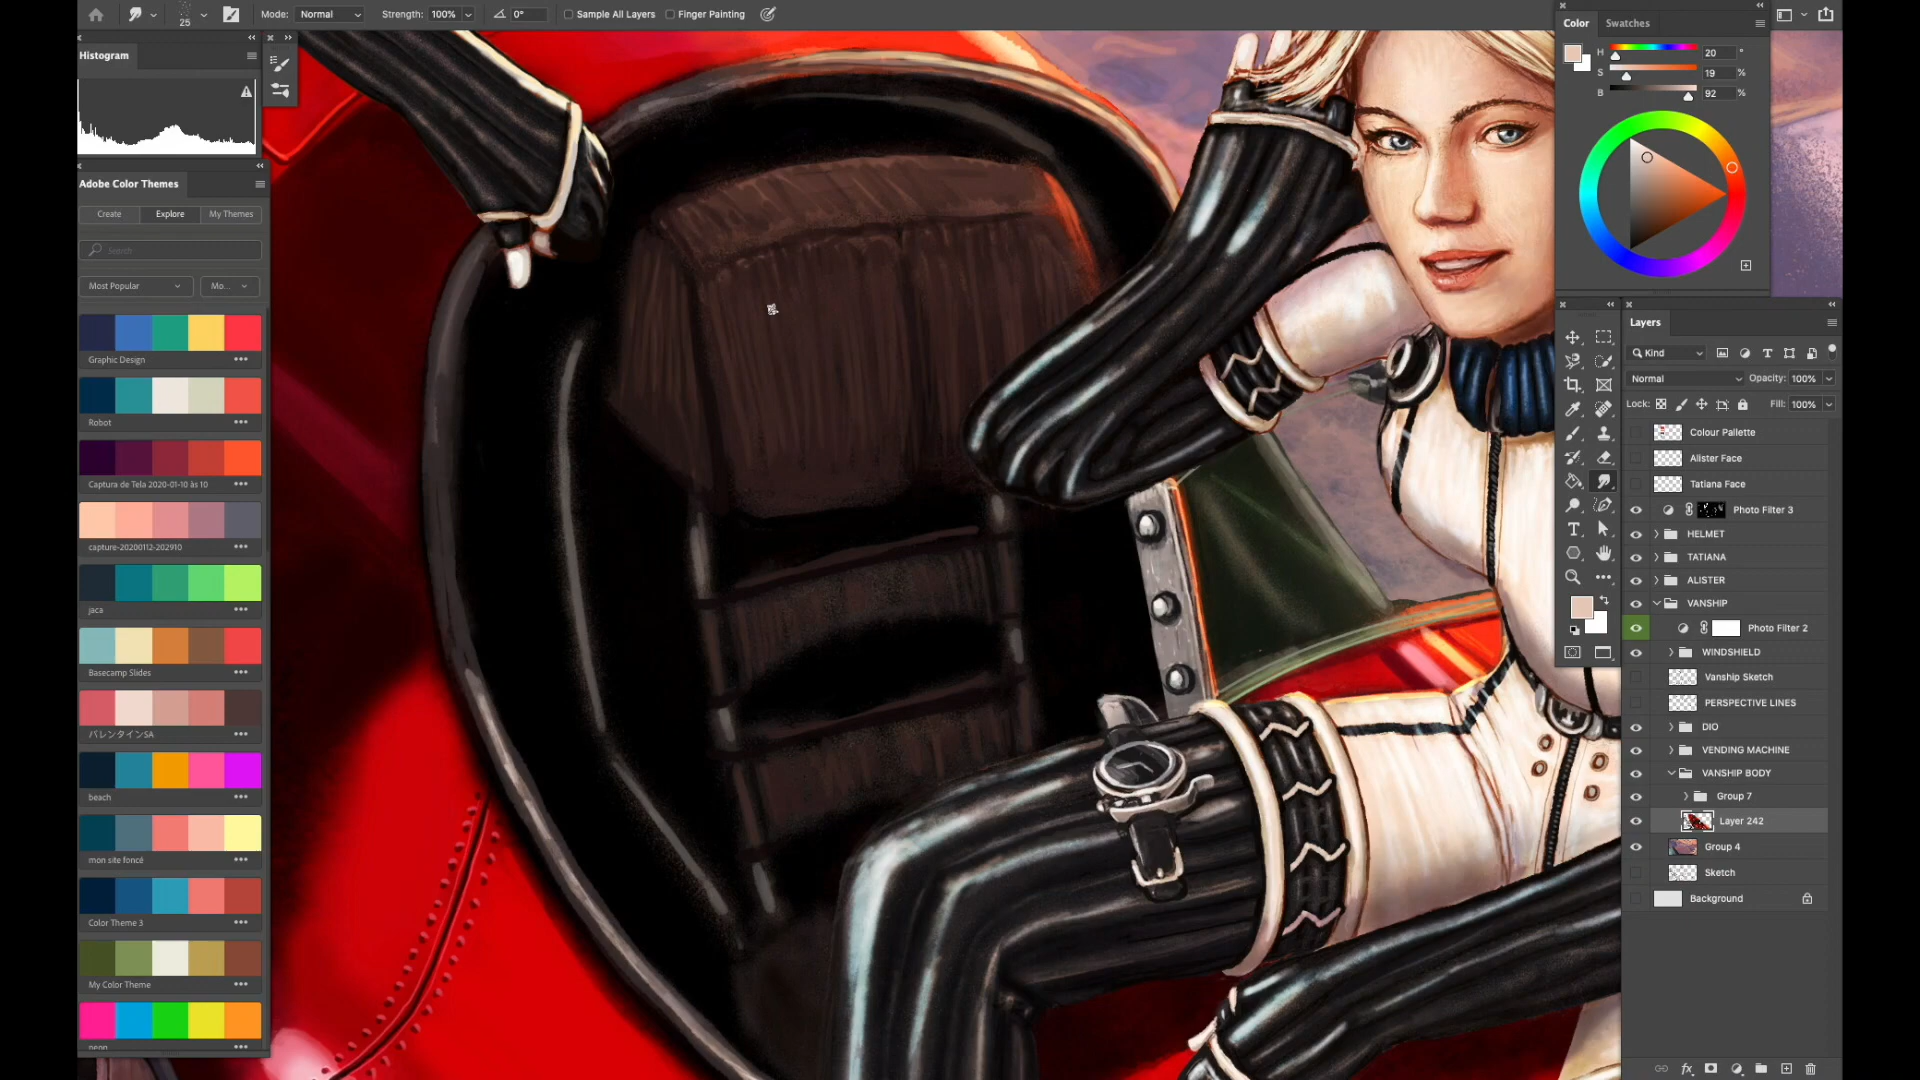 25
Mode: Normal
Strength: 100%
0°
Sample All Layers
Finger Painting
Histogram
Adobe Color Themes
Create
Explore
My Themes
Search
Most Popular
Mo...
Graphic Design
Robot
Captura de Tela 2020-01-10 às 10
capture-20200112-202910
jaca
Basecamp Slides
バレンタインSA
beach
mon site foncé
Color Theme 3
My Color Theme
neon
Color
Swatches
H 20 °
S 19 %
B 92 %
Layers
Kind
Normal
Opacity: 100%
Lock:
Fill: 100%
Colour Pallette
Alister Face
Tatiana Face
Photo Filter 3
HELMET
TATIANA
ALISTER
VANSHIP
Photo Filter 2
WINDSHIELD
Vanship Sketch
PERSPECTIVE LINES
DIO
VENDING MACHINE
VANSHIP BODY
Group 7
Layer 242
Group 4
Sketch
Background
fx